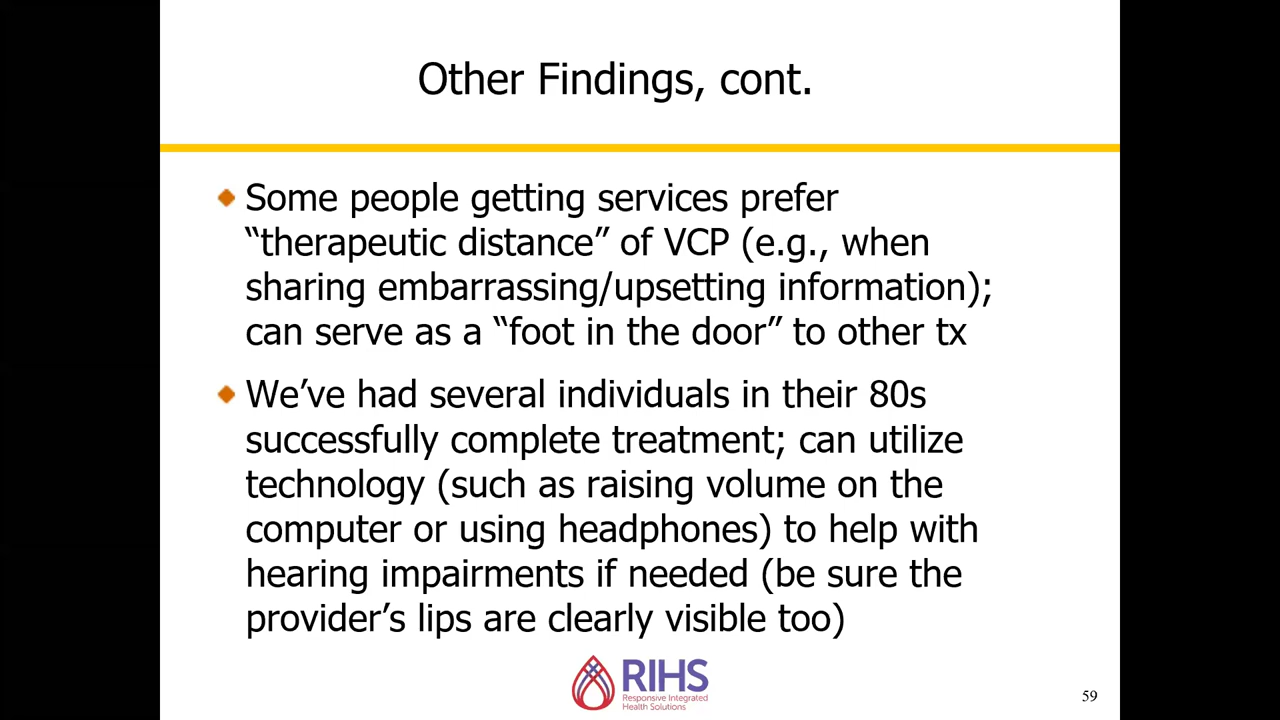 Other Findings, cont.
Some people getting services prefer
“therapeutic distance” of VCP (e.g., when
sharing embarrassing/upsetting information);
can serve as a “foot in the door” to other tx
We’ve had several individuals in their 80s
successfully complete treatment; can utilize
technology (such as raising volume on the
computer or using headphones) to help with
hearing impairments if needed (be sure the
provider’s lips are clearly visible too)
RIHS
Responsive Integrated
Health Solutions
59